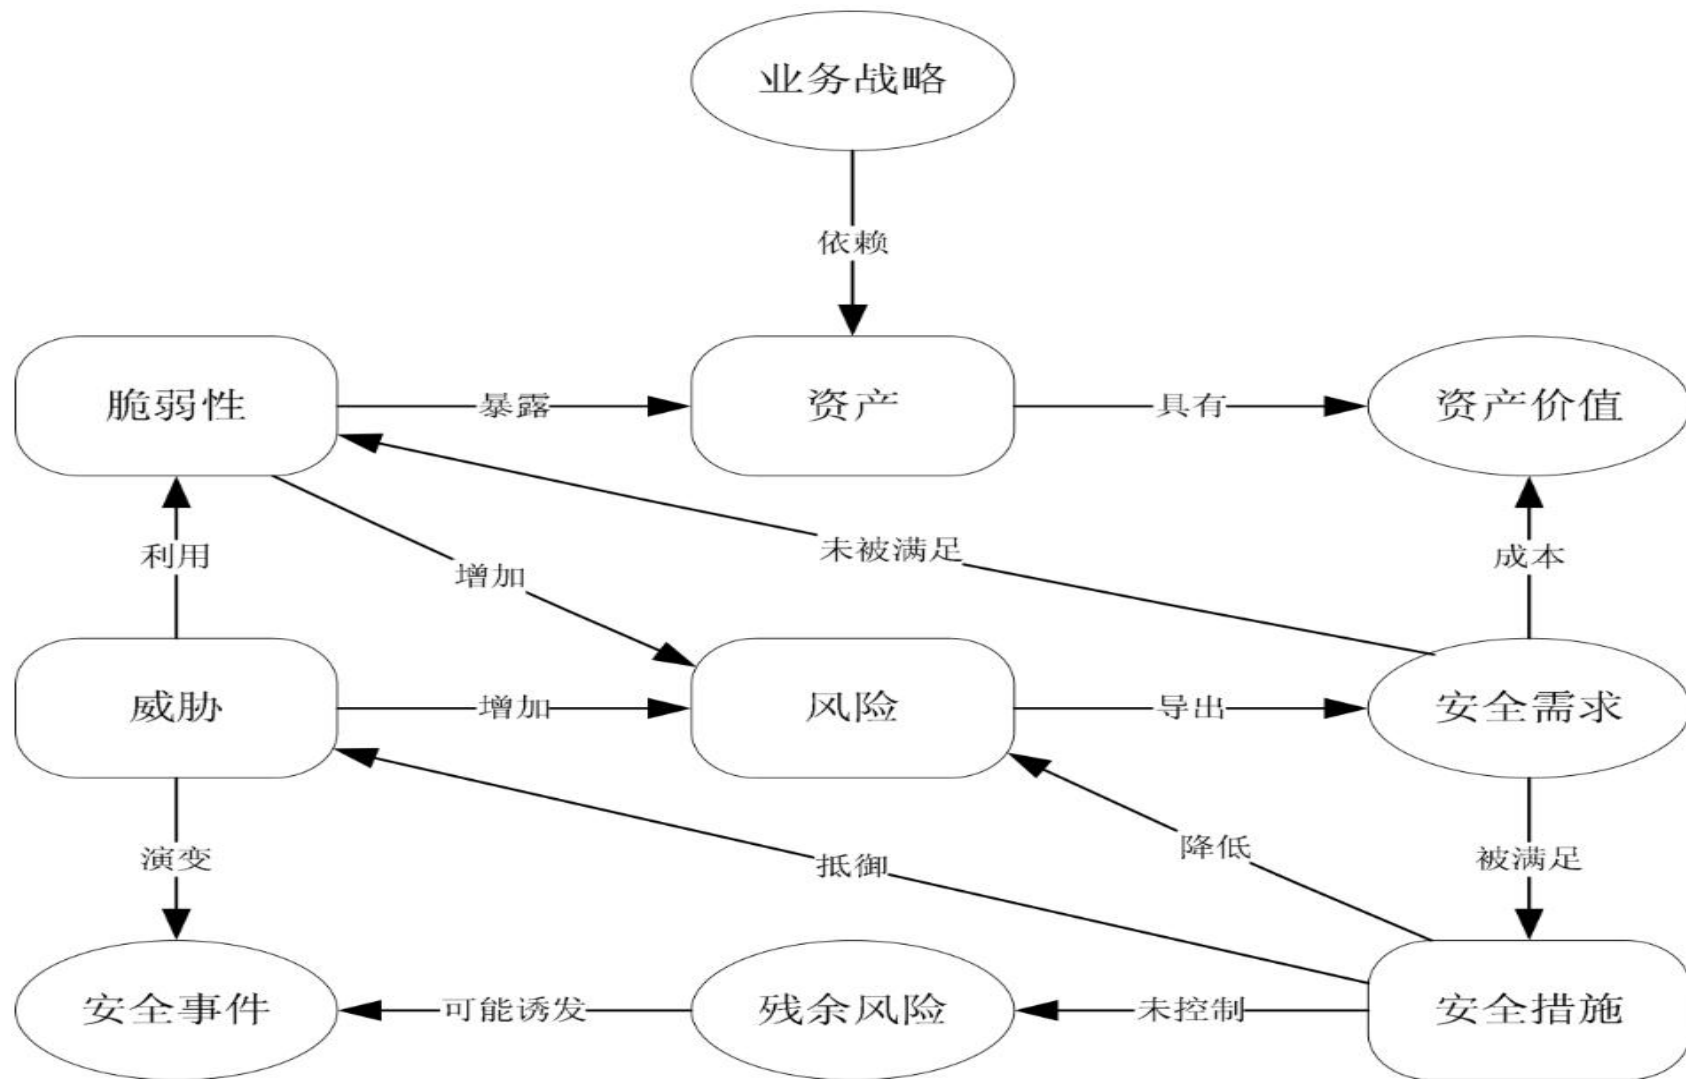 业务战略
依赖
脆弱性
暴露
资产
具有
资产价值
利用
增加
未被满足
成本
威胁
增加
风险
导出
安全需求
演变
抵御
降低
被满足
安全事件
可能诱发
残余风险
未控制
安全措施